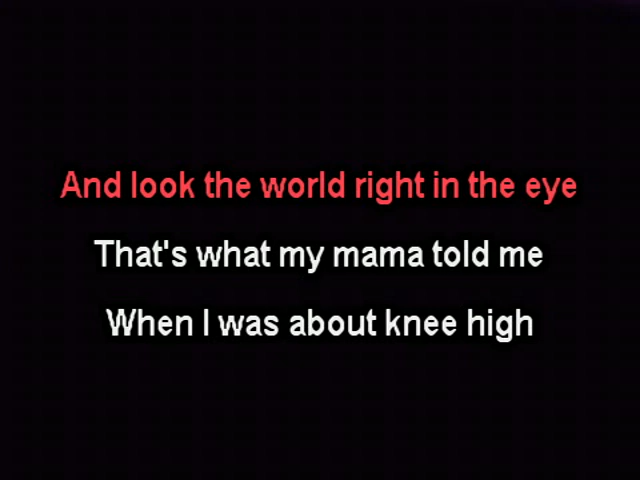 And look the world right in the eye
That's what my mama told me
When I was about knee high